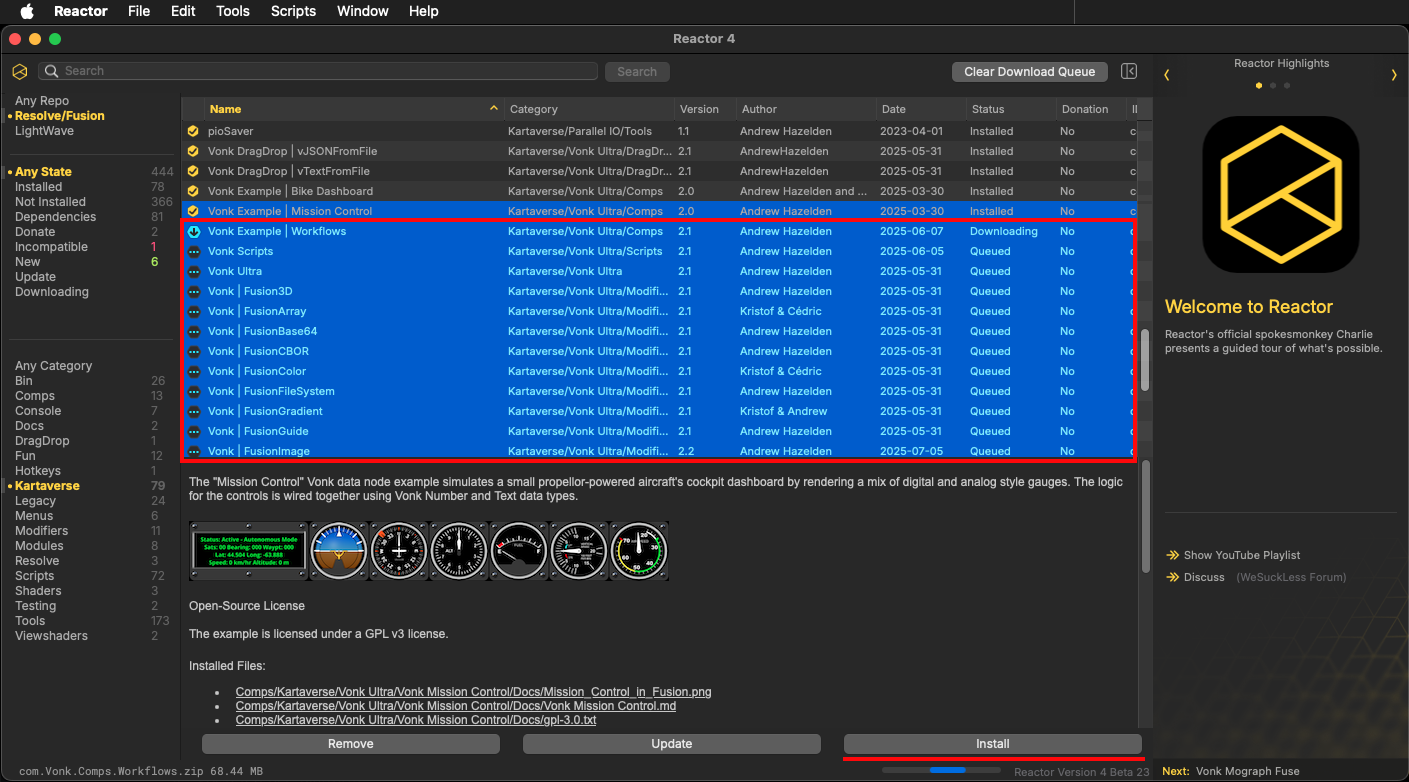 Reactor File Edit Tools Scripts Window Help
Reactor 4
Search Search Clear Download Queue
Any Repo
Resolve/Fusion
LightWave
Any State 444
Installed 78
Not Installed 366
Dependencies 81
Donate 2
Incompatible 1
New 6
Update
Downloading
Any Category
Bin 26
Comps 13
Console 7
Docs 2
DragDrop 1
Fun 12
Hotkeys 1
Kartaverse 79
Legacy 24
Menus 6
Modifiers 11
Modules 8
Resolve 3
Scripts 72
Shaders 3
Testing 2
Tools 173
Viewshaders 2
Name Category Version Author Date Status Donation
pioSaver Kartaverse/Parallel IO/Tools 1.1 Andrew Hazelden 2023-04-01 Installed No
Vonk DragDrop | vJSONFromFile Kartaverse/Vonk Ultra/DragDr... 2.1 AndrewHazelden 2025-05-31 Installed No
Vonk DragDrop | vTextFromFile Kartaverse/Vonk Ultra/DragDr... 2.1 AndrewHazelden 2025-05-31 Installed No
Vonk Example | Bike Dashboard Kartaverse/Vonk Ultra/Comps 2.0 Andrew Hazelden and ... 2025-03-30 Installed No
Vonk Example | Mission Control Kartaverse/Vonk Ultra/Comps 2.0 Andrew Hazelden 2025-03-30 Installed No
Vonk Example | Workflows Kartaverse/Vonk Ultra/Comps 2.1 Andrew Hazelden 2025-06-07 Downloading No
Vonk Scripts Kartaverse/Vonk Ultra/Scripts 2.1 Andrew Hazelden 2025-06-05 Queued No
Vonk Ultra Kartaverse/Vonk Ultra 2.1 Andrew Hazelden 2025-05-31 Queued No
Vonk | Fusion3D Kartaverse/Vonk Ultra/Modifi... 2.1 Andrew Hazelden 2025-05-31 Queued No
Vonk | FusionArray Kartaverse/Vonk Ultra/Modifi... 2.1 Kristof & Cédric 2025-05-31 Queued No
Vonk | FusionBase64 Kartaverse/Vonk Ultra/Modifi... 2.1 Andrew Hazelden 2025-05-31 Queued No
Vonk | FusionCBOR Kartaverse/Vonk Ultra/Modifi... 2.1 Andrew Hazelden 2025-05-31 Queued No
Vonk | FusionColor Kartaverse/Vonk Ultra/Modifi... 2.1 Kristof & Cédric 2025-05-31 Queued No
Vonk | FusionFileSystem Kartaverse/Vonk Ultra/Modifi... 2.1 Andrew Hazelden 2025-05-31 Queued No
Vonk | FusionGradient Kartaverse/Vonk Ultra/Modifi... 2.1 Kristof & Andrew 2025-05-31 Queued No
Vonk | FusionGuide Kartaverse/Vonk Ultra/Modifi... 2.1 Andrew Hazelden 2025-05-31 Queued No
Vonk | FusionImage Kartaverse/Vonk Ultra/Modifi... 2.2 Andrew Hazelden 2025-07-05 Queued No
The "Mission Control" Vonk data node example simulates a small propellor-powered aircraft's cockpit dashboard by rendering a mix of digital and analog style gauges. The logic
for the controls is wired together using Vonk Number and Text data types.
Status: Active - Autonomous Mode
Sats: 00 Bearing: 000 Waypt: 000
Lat: 44.504 Long: -63.888
Speed: 0 km/hr Altitude: 0 m
Open-Source License
The example is licensed under a GPL v3 license.
Installed Files:
Comps/Kartaverse/Vonk Ultra/Vonk Mission Control/Docs/Mission_Control_in_Fusion.png
Comps/Kartaverse/Vonk Ultra/Vonk Mission Control/Docs/Vonk Mission Control.md
Comps/Kartaverse/Vonk Ultra/Vonk Mission Control/Docs/gpl-3.0.txt
Remove Update Install
com.Vonk.Comps.Workflows.zip 68.44 MB
Reactor Version 4 Beta 23
Reactor Highlights
Welcome to Reactor
Reactor's official spokesmonkey Charlie
presents a guided tour of what's possible.
Show YouTube Playlist
Discuss (WeSuckLess Forum)
Next: Vonk Mograph Fuse